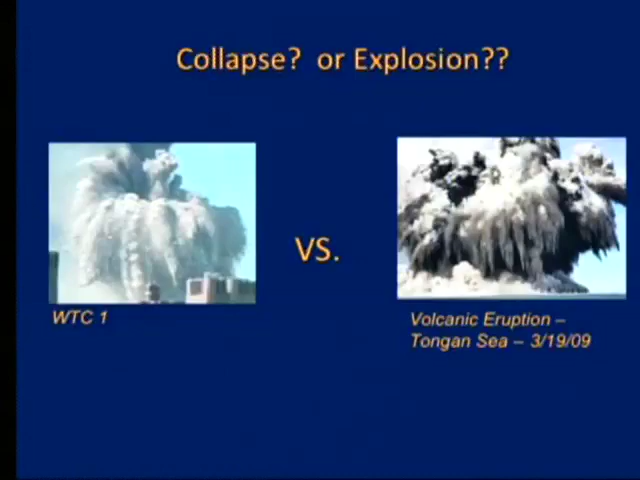 Collapse? or Explosion??
VS.
WTC 1
Volcanic Eruption –
Tongan Sea – 3/19/09